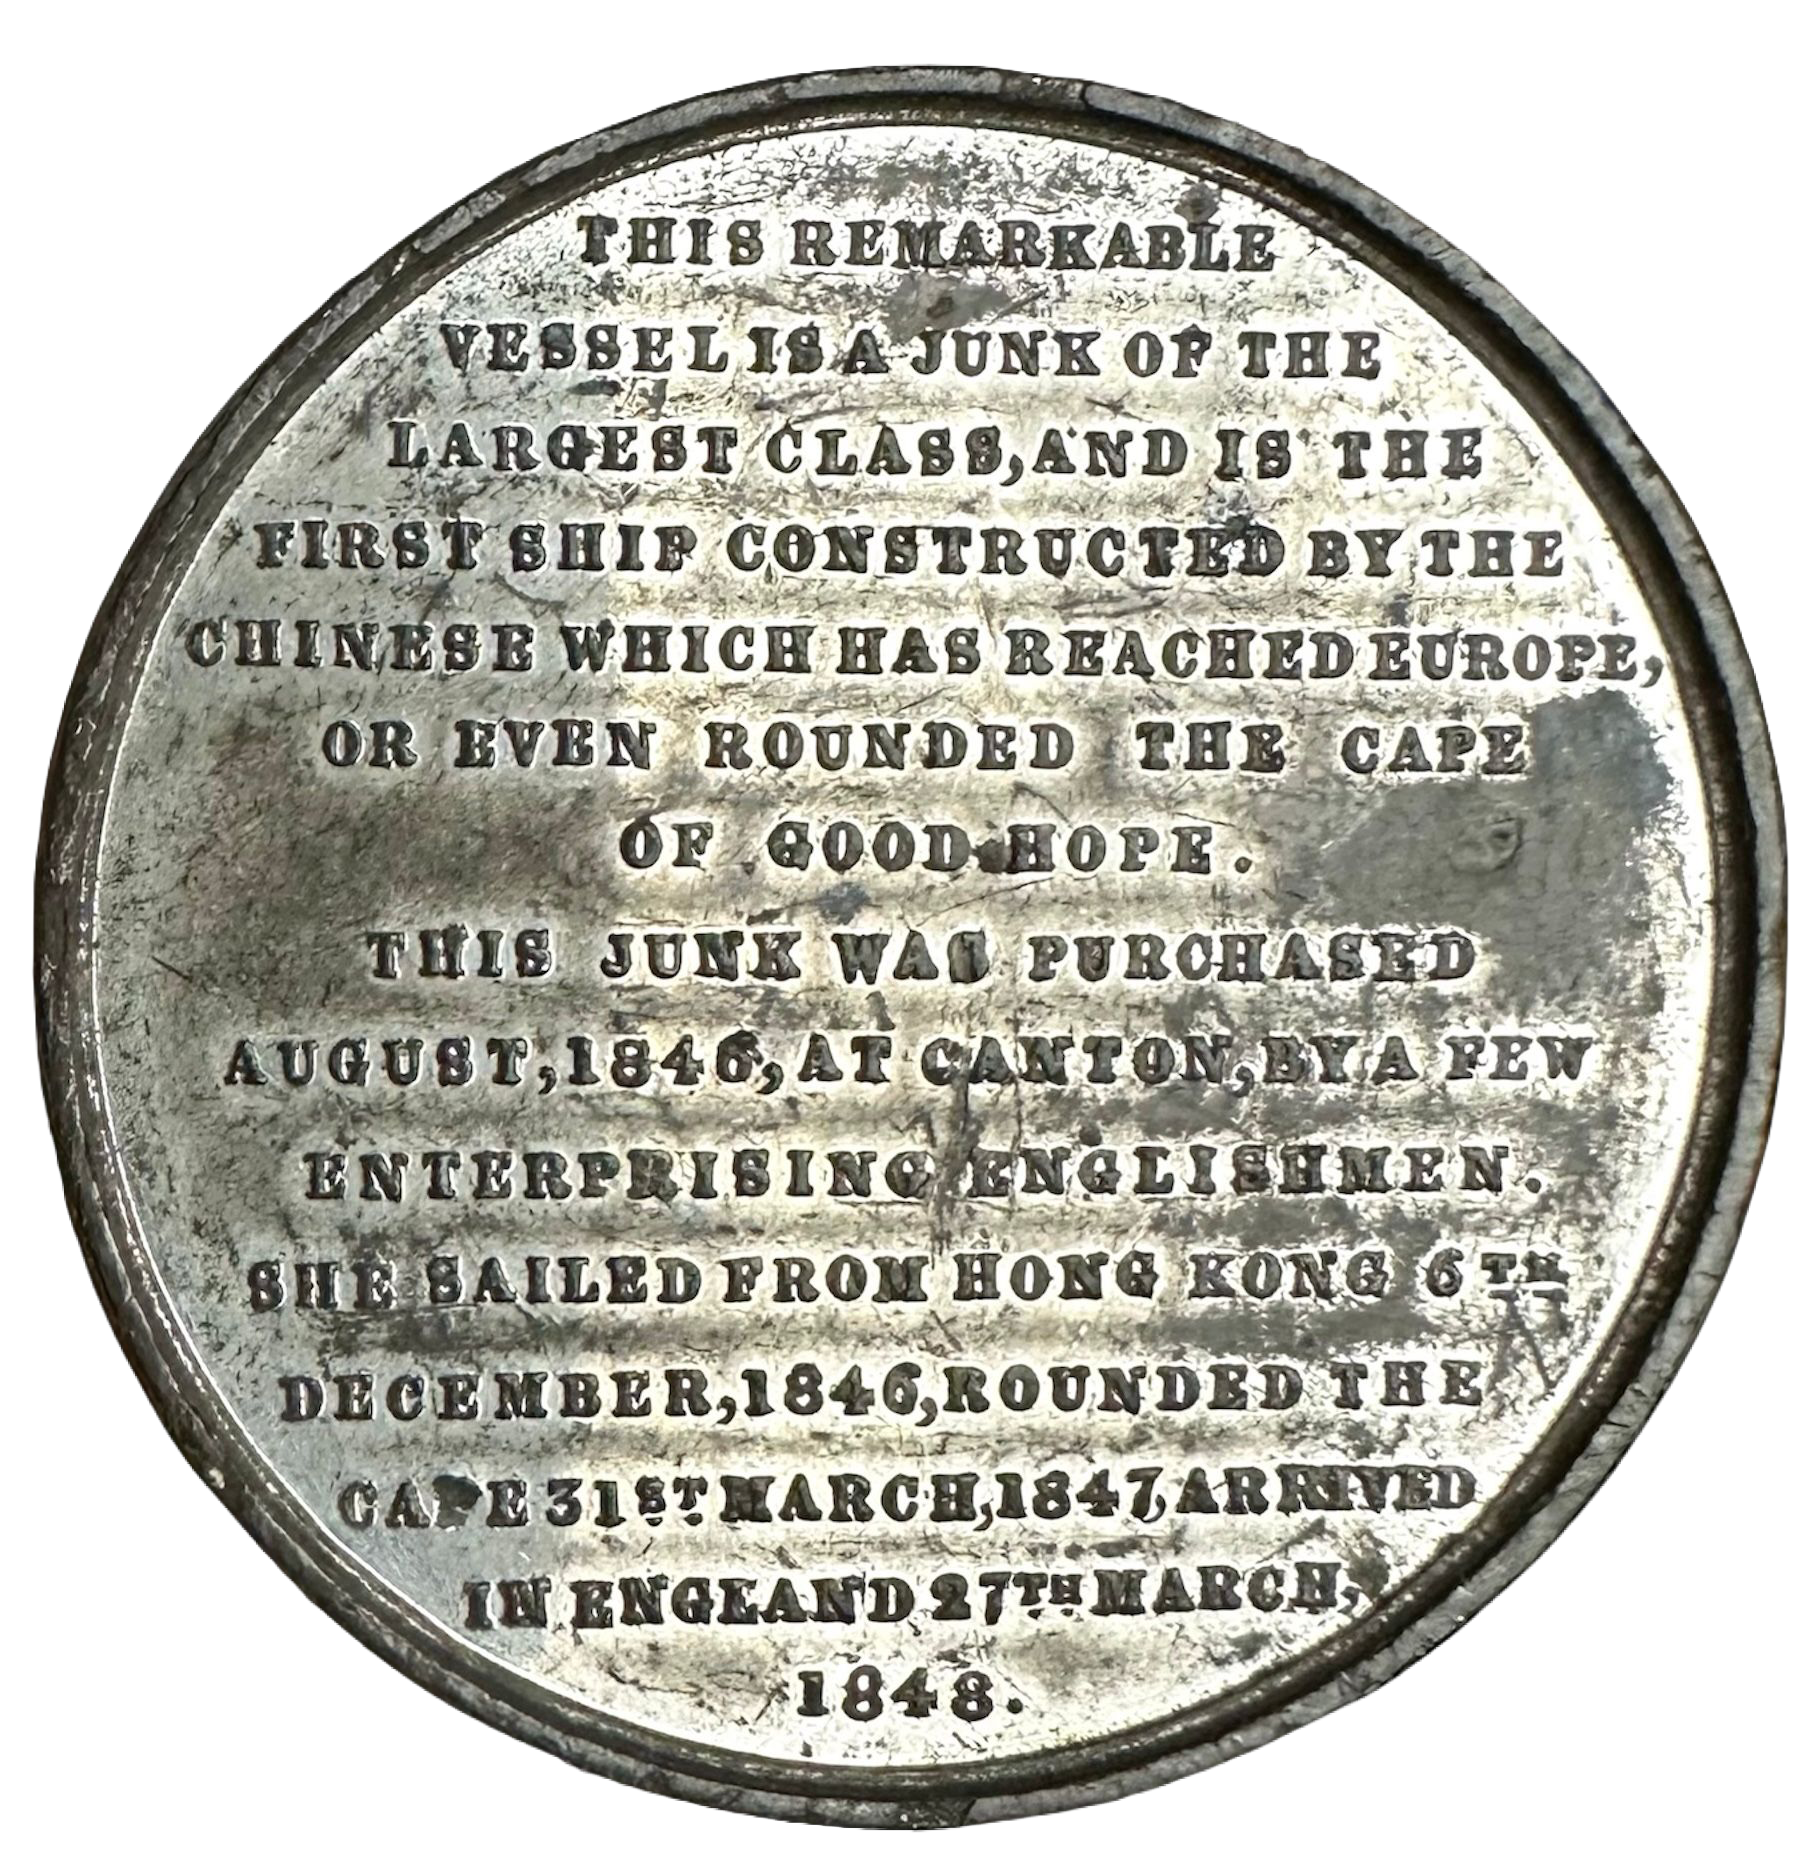 THIS REMARKABLE
VESSEL IS A JUNK OF THE
LARGEST CLASS, AND IS THE
FIRST SHIP CONSTRUCTED BY THE
CHINESE WHICH HAS REACHED EUROPE,
OR EVEN ROUNDED THE CAPE
OF GOOD HOPE.
THIS JUNK WAS PURCHASED
AUGUST, 1846, AT CANTON, BY A FEW
ENTERPRISING ENGLISHMEN.
SHE SAILED FROM HONG KONG 6TH
DECEMBER, 1846, ROUNDED THE
CAPE 31ST MARCH, 1847, ARRIVED
IN ENGLAND 27TH MARCH,
1848.